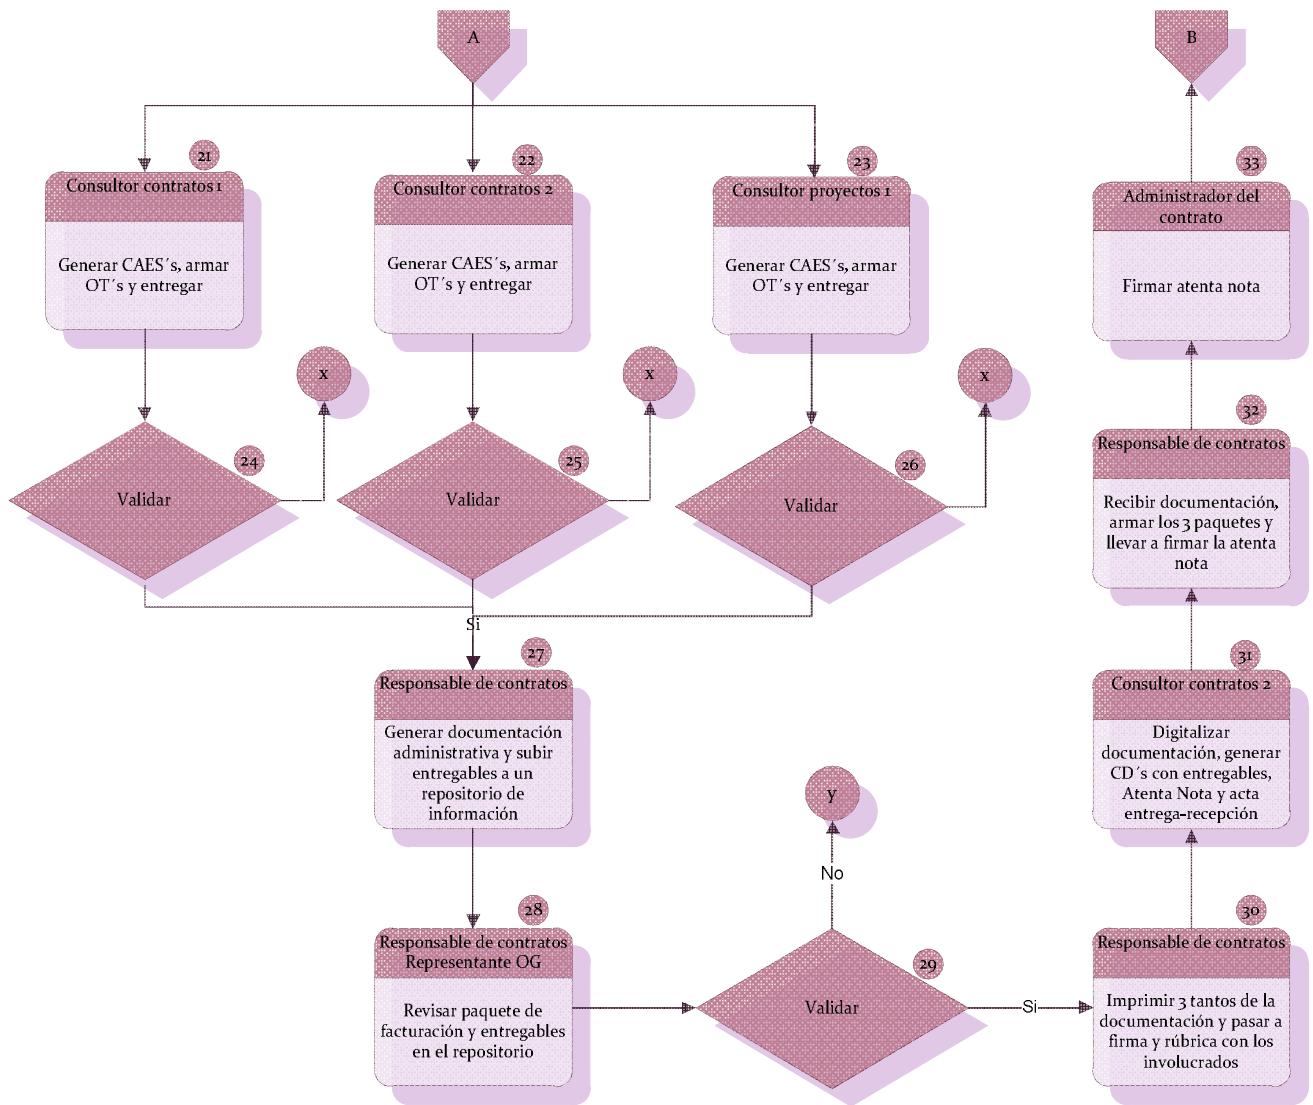 A
B
21
Consultor contratos 1
Generar CAES´s, armar
OT´s y entregar
22
Consultor contratos 2
Generar CAES´s, armar
OT´s y entregar
23
Consultor proyectos 1
Generar CAES´s, armar
OT´s y entregar
33
Administrador del
contrato
Firmar atenta nota
x
x
x
24
Validar
25
Validar
26
Validar
32
Responsable de contratos
Recibir documentación,
armar los 3 paquetes y
llevar a firmar la atenta
nota
Si
27
Responsable de contratos
Generar documentación
administrativa y subir
entregables a un
repositorio de
información
31
Consultor contratos 2
Digitalizar
documentación, generar
CD´s con entregables,
Atenta Nota y acta
entrega-recepción
y
No
28
Responsable de contratos
Representante OG
Revisar paquete de
facturación y entregables
en el repositorio
29
Validar
Si
30
Responsable de contratos
Imprimir 3 tantos de la
documentación y pasar a
firma y rúbrica con los
involucrados